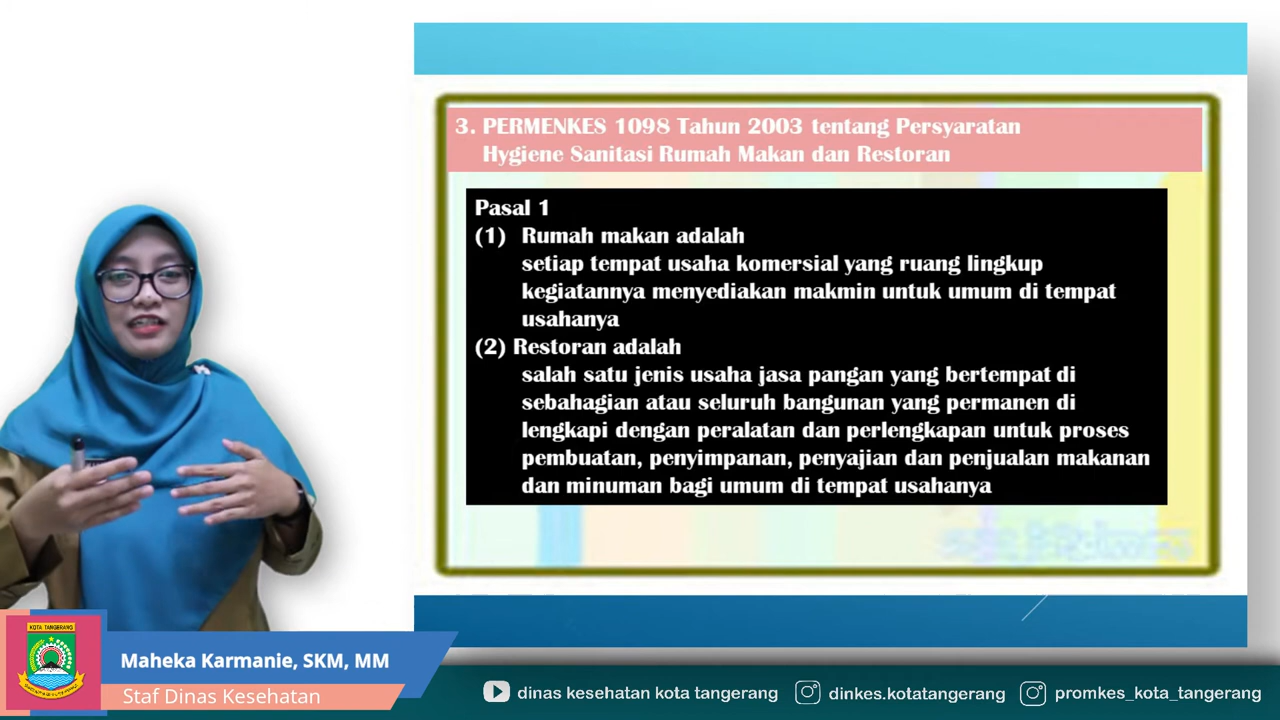 3. PERMENKES 1098 Tahun 2003 tentang Persyaratan
Hygiene Sanitasi Rumah Makan dan Restoran
Pasal 1
(1) Rumah makan adalah
setiap tempat usaha komersial yang ruang lingkup
kegiatannya menyediakan makmin untuk umum di tempat
usahanya
(2) Restoran adalah
salah satu jenis usaha jasa pangan yang bertempat di
sebahagian atau seluruh bangunan yang permanen di
lengkapi dengan peralatan dan perlengkapan untuk proses
pembuatan, penyimpanan, penyajian dan penjualan makanan
dan minuman bagi umum di tempat usahanya
KOTA TANGERANG
Maheka Karmanie, SKM, MM
Staf Dinas Kesehatan
dinas kesehatan kota tangerang
dinkes.kotatangerang
promkes_kota_tangerang